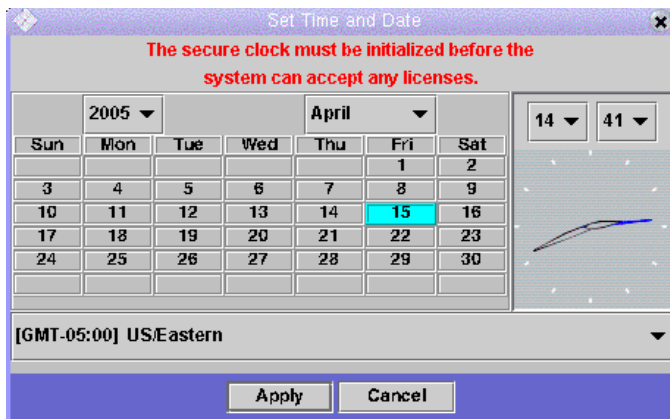 Set Time and Date
The secure clock must be initialized before the
system can accept any licenses.
2005 April
14 41
Sun Mon Tue Wed Thu Fri Sat
1 2
3 4 5 6 7 8 9
10 11 12 13 14 15 16
17 18 19 20 21 22 23
24 25 26 27 28 29 30
[GMT-05:00] US/Eastern
Apply Cancel